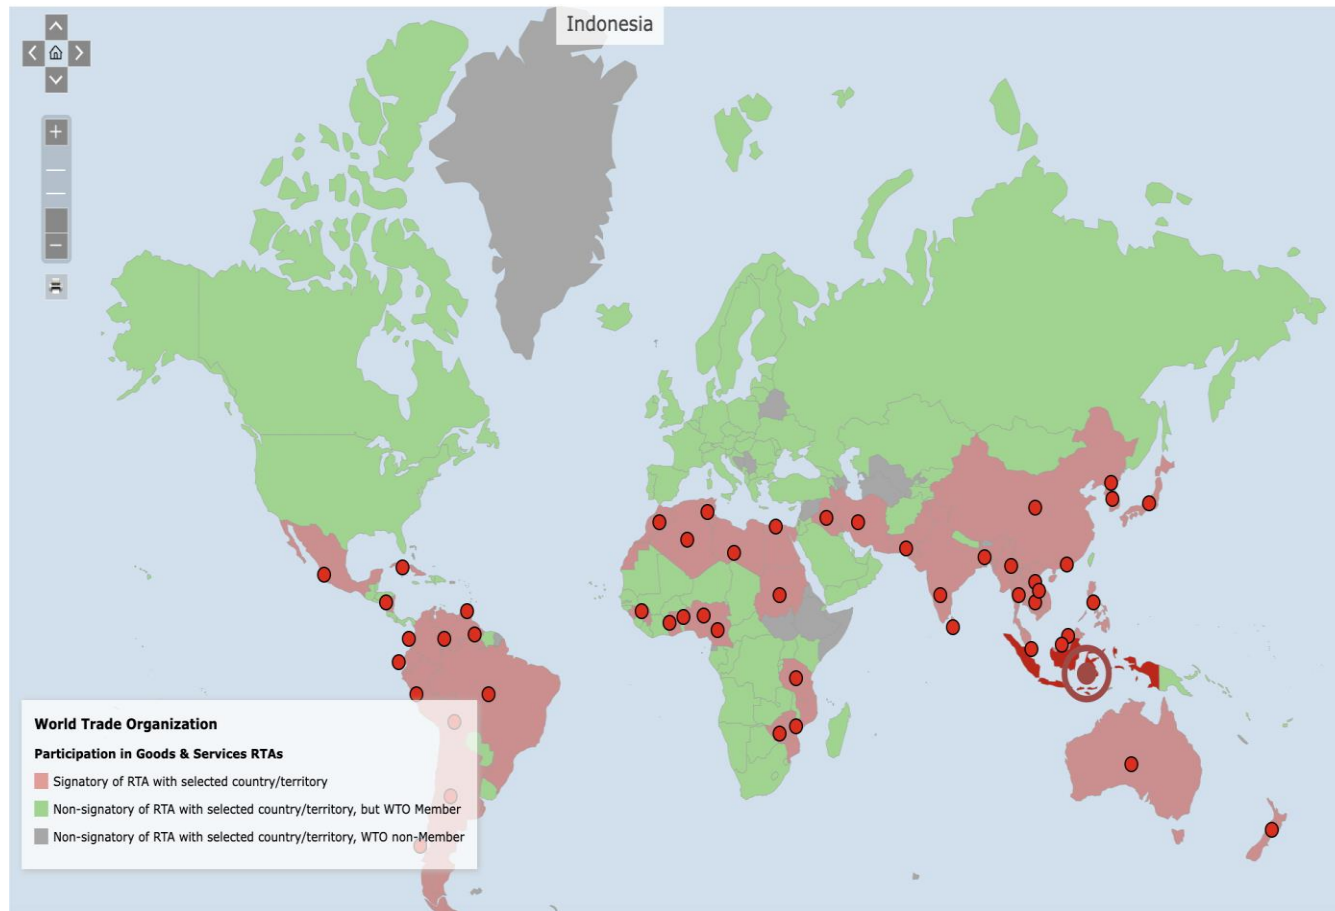 Indonesia
World Trade Organization
Participation in Goods & Services RTAs
Signatory of RTA with selected country/territory
Non-signatory of RTA with selected country/territory, but WTO Member
Non-signatory of RTA with selected country/territory, WTO non-Member